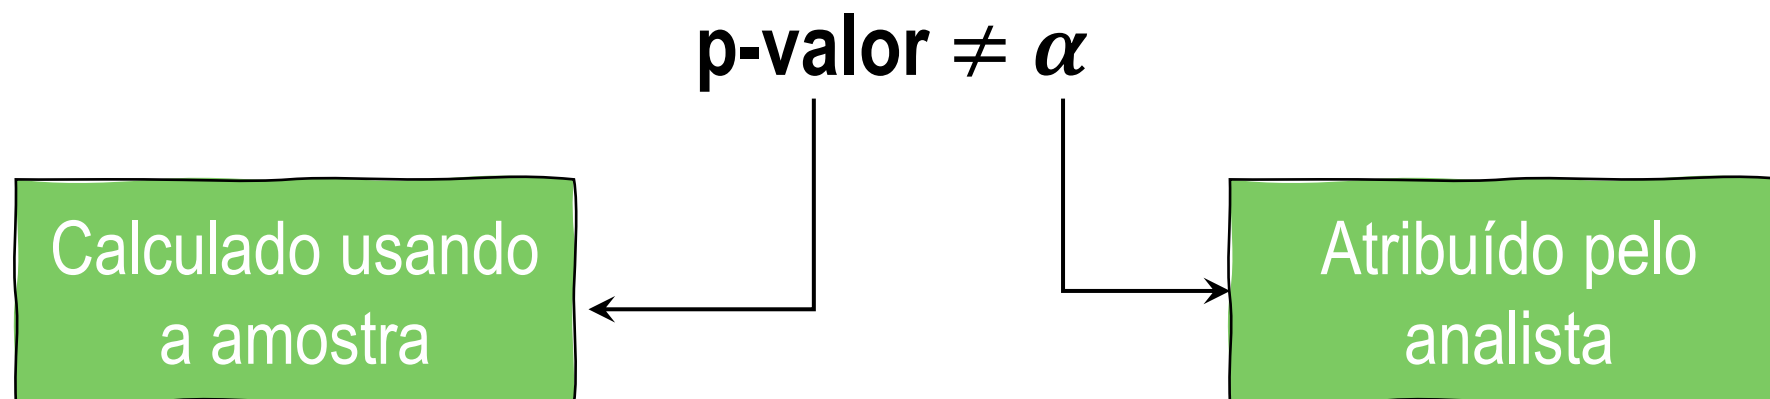 p-valor ≠ α
Calculado usando
a amostra
Atribuído pelo
analista